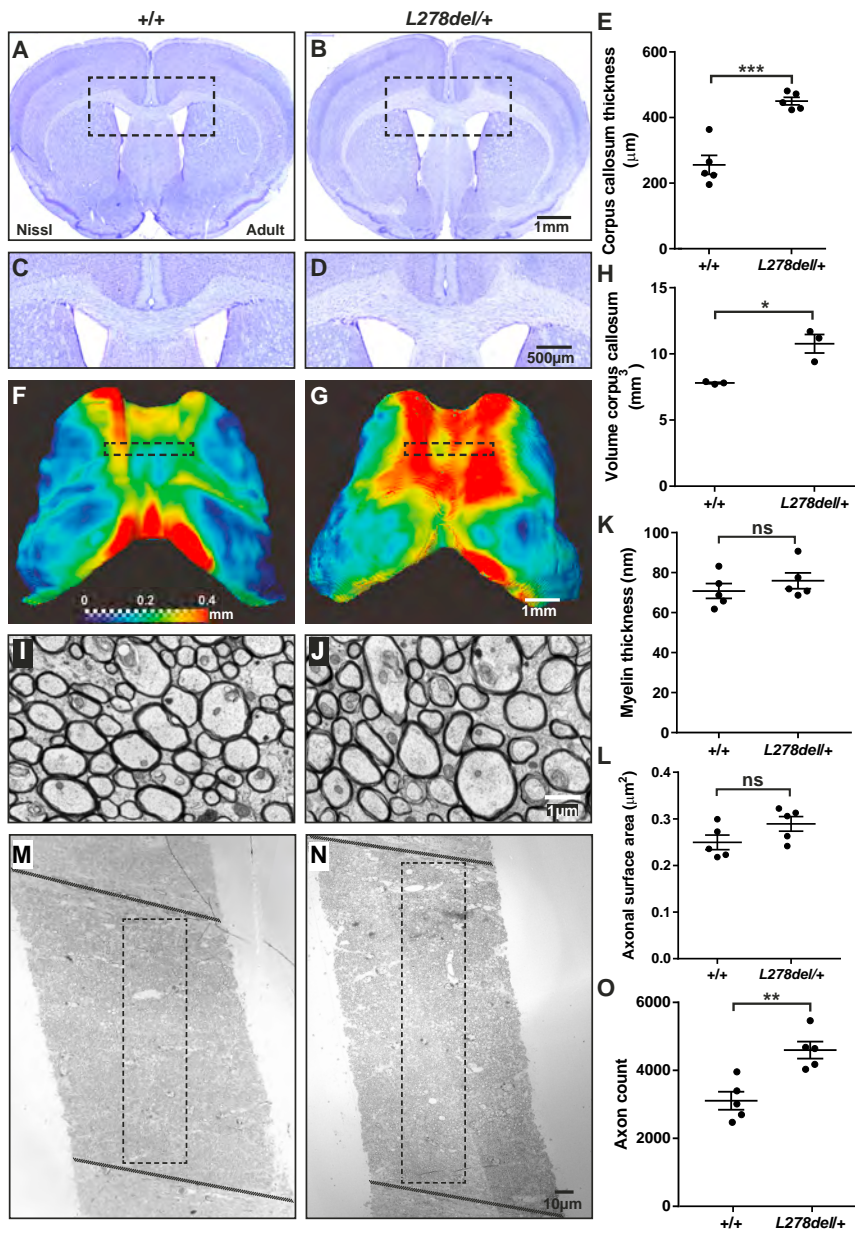 +/+
L278del/+
A
Nissl
Adult
B
1mm
C
D
500µm
E
Corpus callosum thickness
(µm)
600
400
200
0
***
+/+
L278del/+
F
0
0.2
0.4
mm
G
1mm
H
Volume corpus callosum
(mm³)
15
10
5
0
*
+/+
L278del/+
I
J
1µm
K
Myelin thickness (nm)
100
80
60
40
20
0
ns
+/+
L278del/+
L
Axonal surface area (µm²)
0.4
0.3
0.2
0.1
0.0
ns
+/+
L278del/+
M
N
10µm
O
Axon count
6000
4000
2000
0
**
+/+
L278del/+